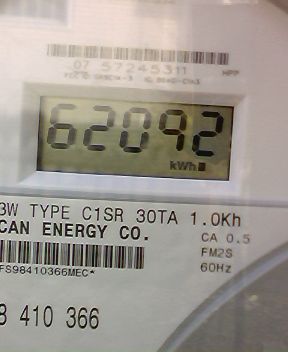 07 57245311
62092
kWh
3W TYPE C1SR 30TA 1.0Kh
CAN ENERGY CO.
CA 0.5
FM2S
60Hz
FS98410366MEC*
8 410 366